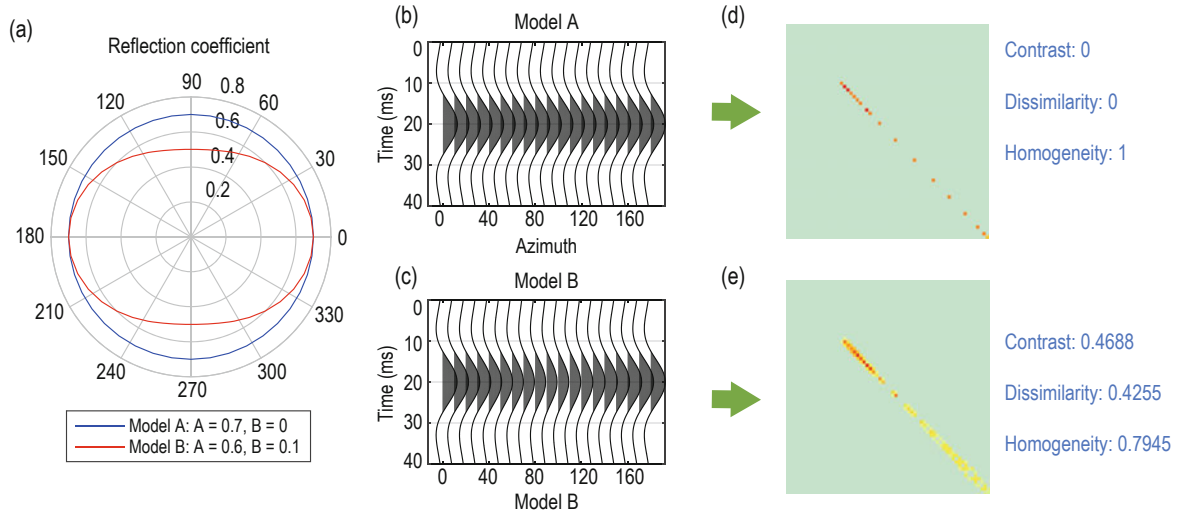 (a)
Reflection coefficient
90
0.8
120
60
0.6
150
0.4
30
0.2
180
0
210
330
240
300
270
Model A: A = 0.7, B = 0
Model B: A = 0.6, B = 0.1
(b)
Model A
0
10
20
30
40
Time (ms)
0 40 80 120 160
Azimuth
(c)
Model B
0
10
20
30
40
Time (ms)
0 40 80 120 160
Model B
(d)
Contrast: 0
Dissimilarity: 0
Homogeneity: 1
(e)
Contrast: 0.4688
Dissimilarity: 0.4255
Homogeneity: 0.7945